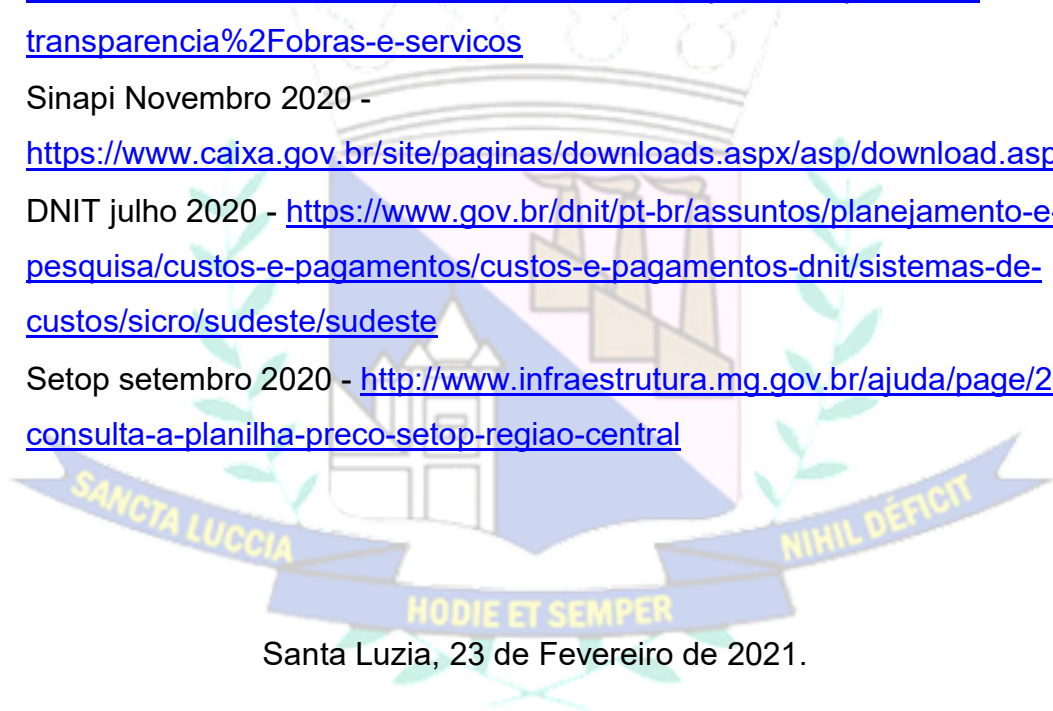 transparencia%2Fobras-e-servicos
Sinapi Novembro 2020 -
https://www.caixa.gov.br/site/paginas/downloads.aspx/asp/download.asp
DNIT julho 2020 - https://www.gov.br/dnit/pt-br/assuntos/planejamento-e-
pesquisa/custos-e-pagamentos/custos-e-pagamentos-dnit/sistemas-de-
custos/sicro/sudeste/sudeste
Setop setembro 2020 - http://www.infraestrutura.mg.gov.br/ajuda/page/2
consulta-a-planilha-preco-setop-regiao-central
SANCTA LUCCIA
NIHIL DÉFICIT
HODIE ET SEMPER
Santa Luzia, 23 de Fevereiro de 2021.